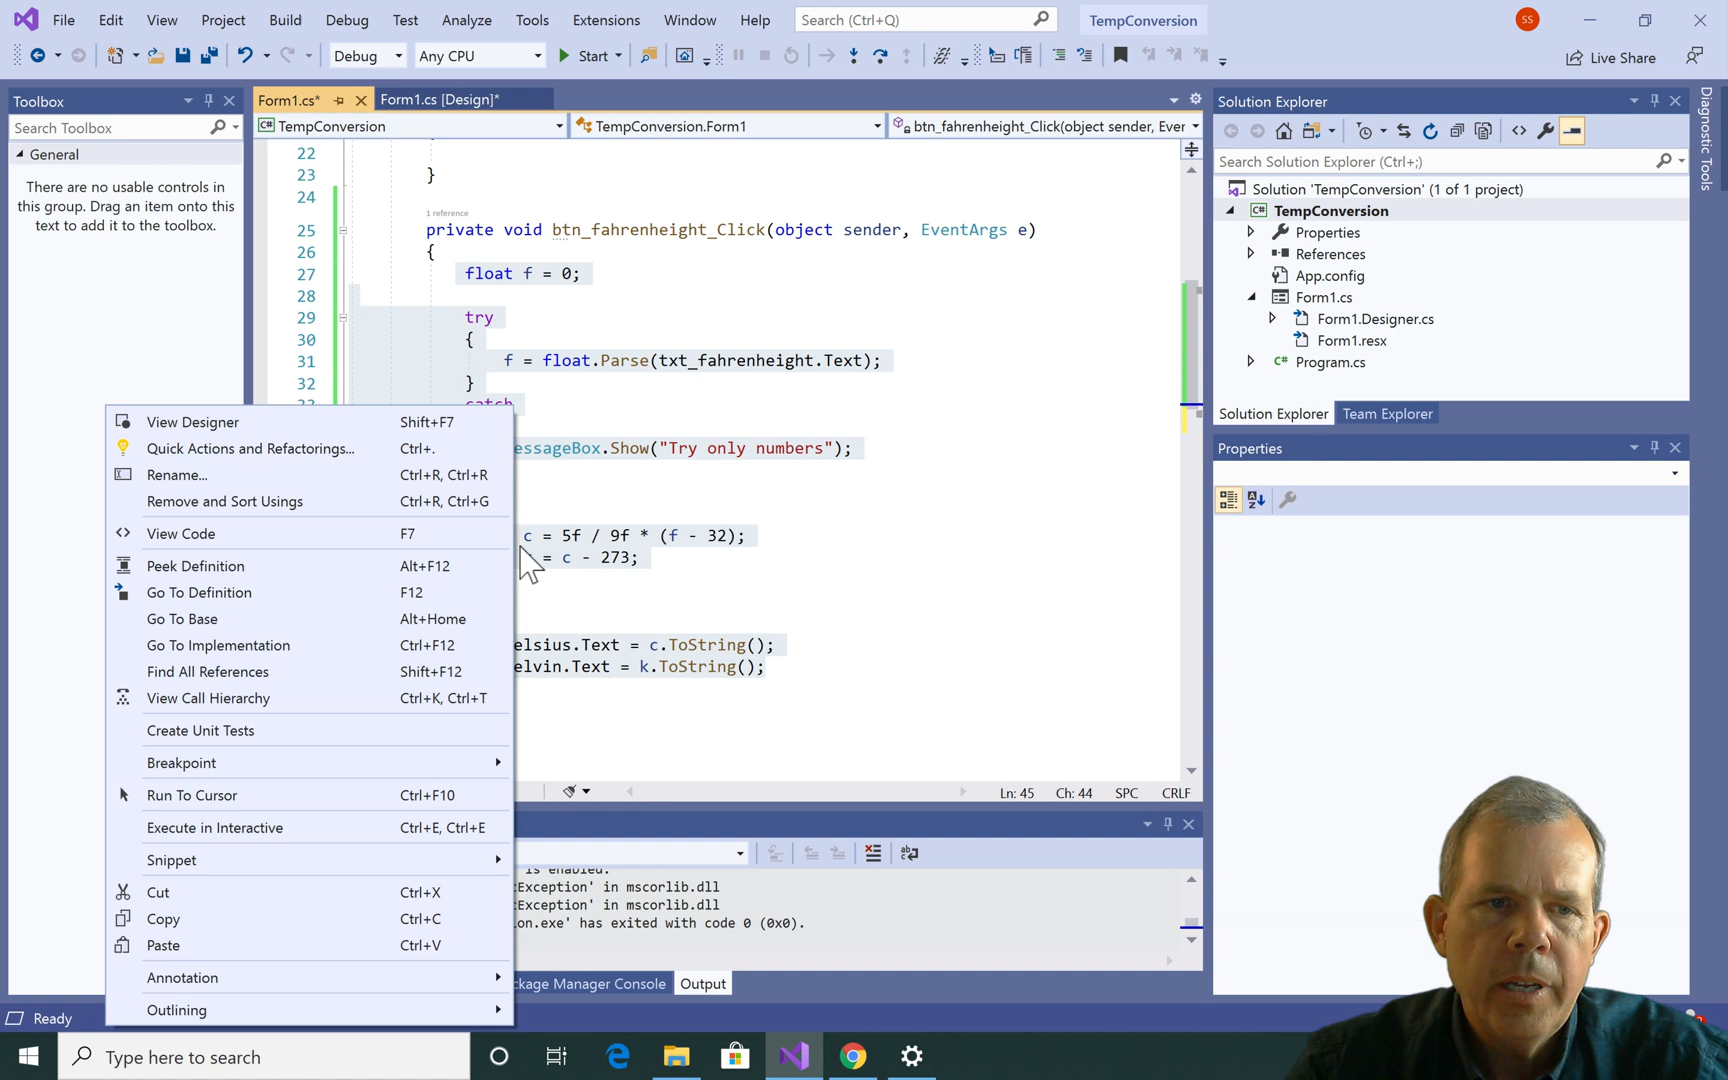 File Edit View Project Build Debug Test Analyze Tools Extensions Window Help Search (Ctrl+Q) TempConversion SS
Debug Any CPU Start Live Share
Toolbox
Search Toolbox
General
There are no usable controls in
this group. Drag an item onto this
text to add it to the toolbox.
Form1.cs* Form1.cs [Design]*
C# TempConversion TempConversion.Form1 btn_fahrenheight_Click(object sender, Ever
22
23 }
24
1 reference
25 private void btn_fahrenheight_Click(object sender, EventArgs e)
26 {
27 float f = 0;
28
29 try
30 {
31 f = float.Parse(txt_fahrenheight.Text);
32 }
33 catch
essageBox.Show("Try only numbers");
c = 5f / 9f * (f - 32);
= c - 273;
elsius.Text = c.ToString();
elvin.Text = k.ToString();
View Designer Shift+F7
Quick Actions and Refactorings... Ctrl+.
Rename... Ctrl+R, Ctrl+R
Remove and Sort Usings Ctrl+R, Ctrl+G
View Code F7
Peek Definition Alt+F12
Go To Definition F12
Go To Base Alt+Home
Go To Implementation Ctrl+F12
Find All References Shift+F12
View Call Hierarchy Ctrl+K, Ctrl+T
Create Unit Tests
Breakpoint
Run To Cursor Ctrl+F10
Execute in Interactive Ctrl+E, Ctrl+E
Snippet
Cut Ctrl+X
Copy Ctrl+C
Paste Ctrl+V
Annotation
Outlining
Ln: 45 Ch: 44 SPC CRLF
is enabled.
tException' in mscorlib.dll
tException' in mscorlib.dll
on.exe' has exited with code 0 (0x0).
ckage Manager Console Output
Solution Explorer
Search Solution Explorer (Ctrl+;)
Solution 'TempConversion' (1 of 1 project)
C# TempConversion
Properties
References
App.config
Form1.cs
Form1.Designer.cs
Form1.resx
C# Program.cs
Solution Explorer Team Explorer
Properties
Diagnostic Tools
Ready
Type here to search